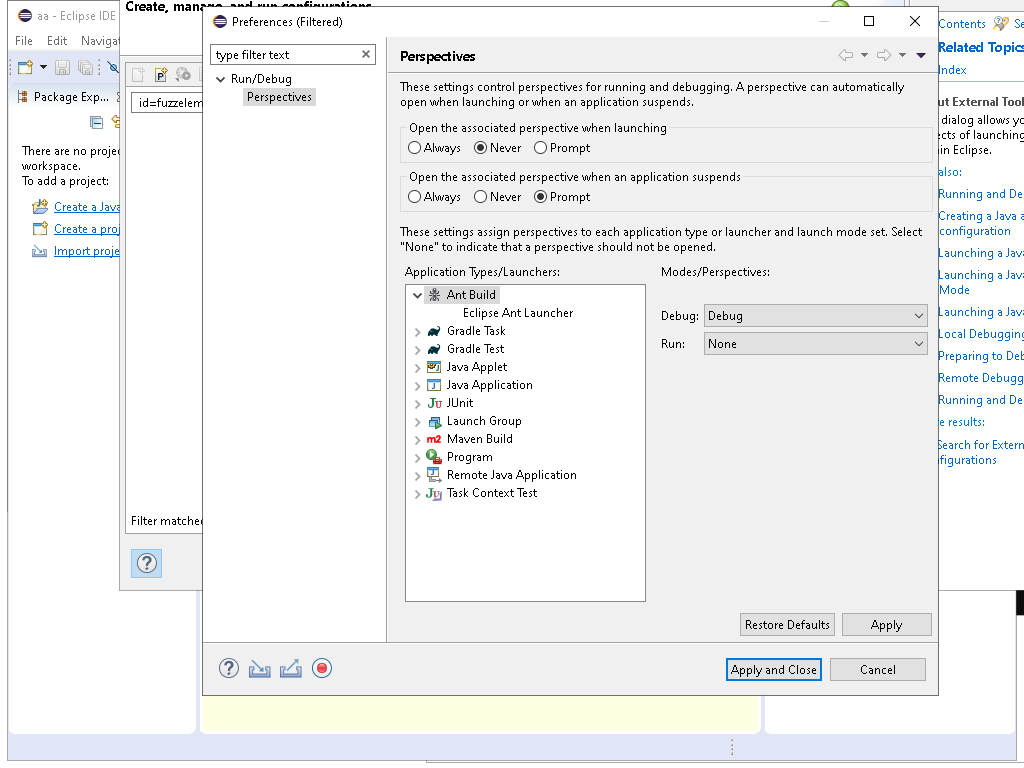 aa - Eclipse IDE
File Edit
Package Exp...
There are no
workspace.
To add a project:
Create a Java
Create a
Import
Create, manage, and run configurations
id=fuzzelem
Filter matched
Preferences (Filtered)
type filter text
Run/Debug
Perspectives
Perspectives
These settings control perspectives for running and debugging. A perspective can automatically
open when launching or when an application suspends.
Open the associated perspective when launching
Always Never Prompt
Open the associated perspective when an application suspends
Always Never Prompt
These settings assign perspectives to each application type or launcher and launch mode set. Select
"None" to indicate that a perspective should not be opened.
Application Types/Launchers:
Ant Build
Eclipse Ant Launcher
Gradle Task
Gradle Test
Java Applet
Java Application
Ju JUnit
Launch Group
m2 Maven Build
Program
Remote Java Application
Task Context Test
Modes/Perspectives:
Debug: Debug
Run: None
Restore Defaults Apply
Apply and Close Cancel
Contents
Related Topics
Index
ut External Tool
dialog allows
ects of launching
in Eclipse.
also:
Running and De
Creating a Java
configuration
Launching a Java
Launching a Java
Mode
Launching a Java
Local Debugging
Preparing to Deb
Remote Debugg
Running and De
e results:
Search for Extern
figurations